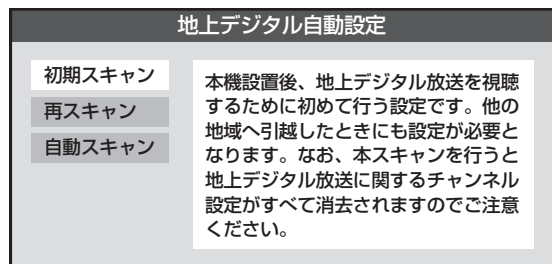 地上デジタル自動設定
初期スキャン
再スキャン
自動スキャン
本機設置後、地上デジタル放送を視聴
するために初めて行う設定です。他の
地域へ引越したときにも設定が必要と
なります。なお、本スキャンを行うと
地上デジタル放送に関するチャンネル
設定がすべて消去されますのでご注意
ください。